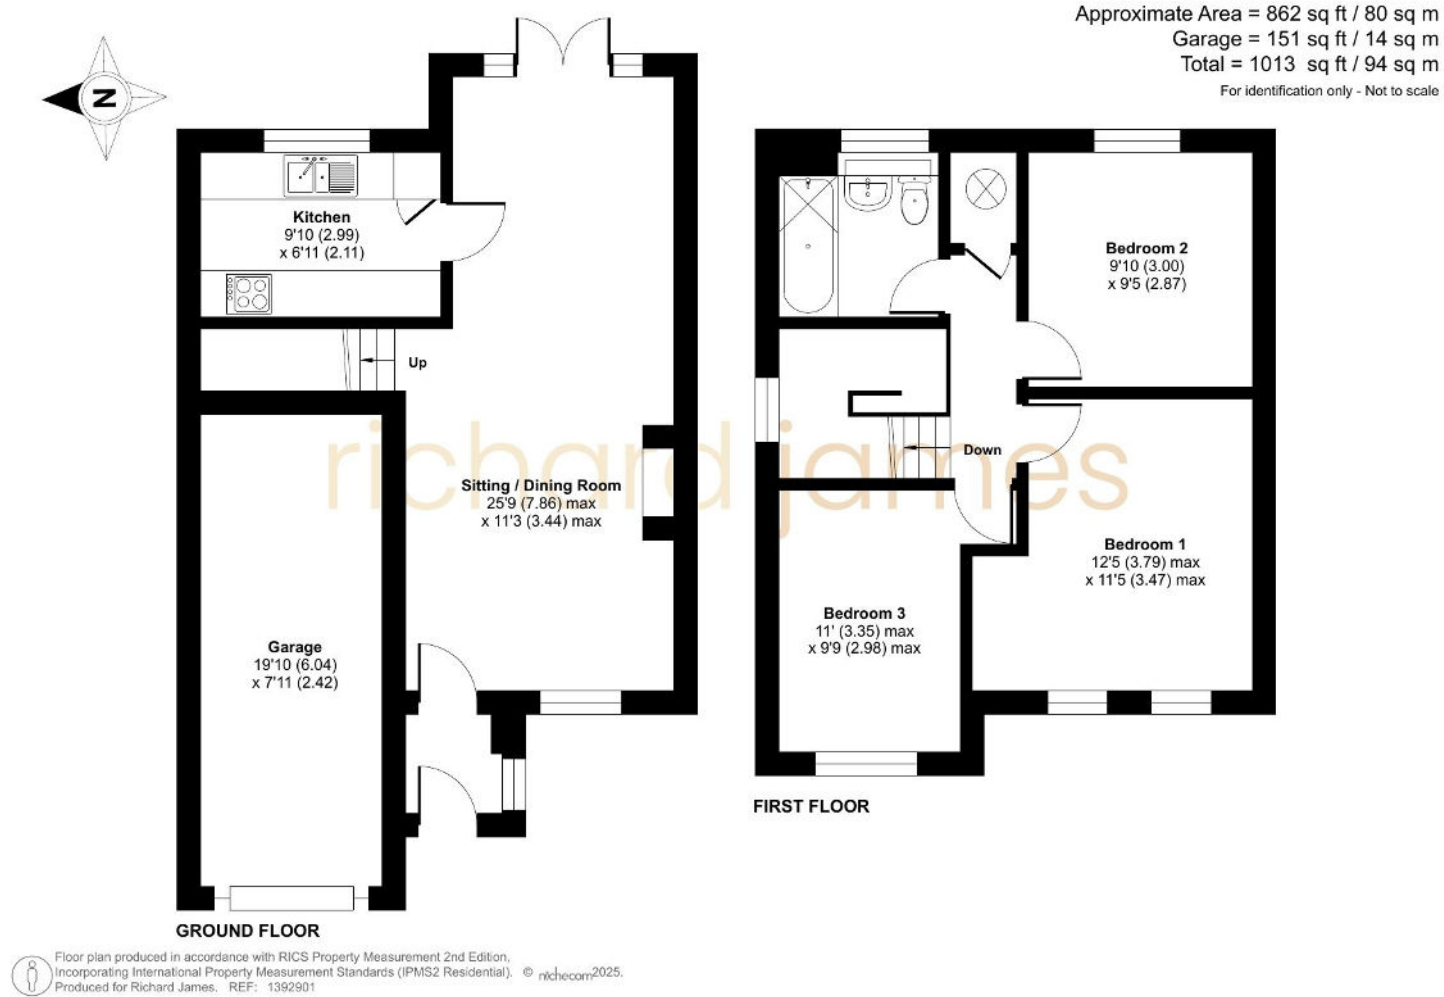 Approximate Area = 862 sq ft / 80 sq m
Garage = 151 sq ft / 14 sq m
Total = 1013 sq ft / 94 sq m
For identification only - Not to scale
N
Kitchen
9'10 (2.99)
x 6'11 (2.11)
Up
Sitting / Dining Room
25'9 (7.86) max
x 11'3 (3.44) max
Garage
19'10 (6.04)
x 7'11 (2.42)
GROUND FLOOR
Bedroom 2
9'10 (3.00)
x 9'5 (2.87)
Down
Bedroom 1
12'5 (3.79) max
x 11'5 (3.47) max
Bedroom 3
11' (3.35) max
x 9'9 (2.98) max
FIRST FLOOR
richard james
Floor plan produced in accordance with RICS Property Measurement 2nd Edition,
Incorporating International Property Measurement Standards (IPMS2 Residential). © nichecom 2025.
Produced for Richard James. REF: 1392901